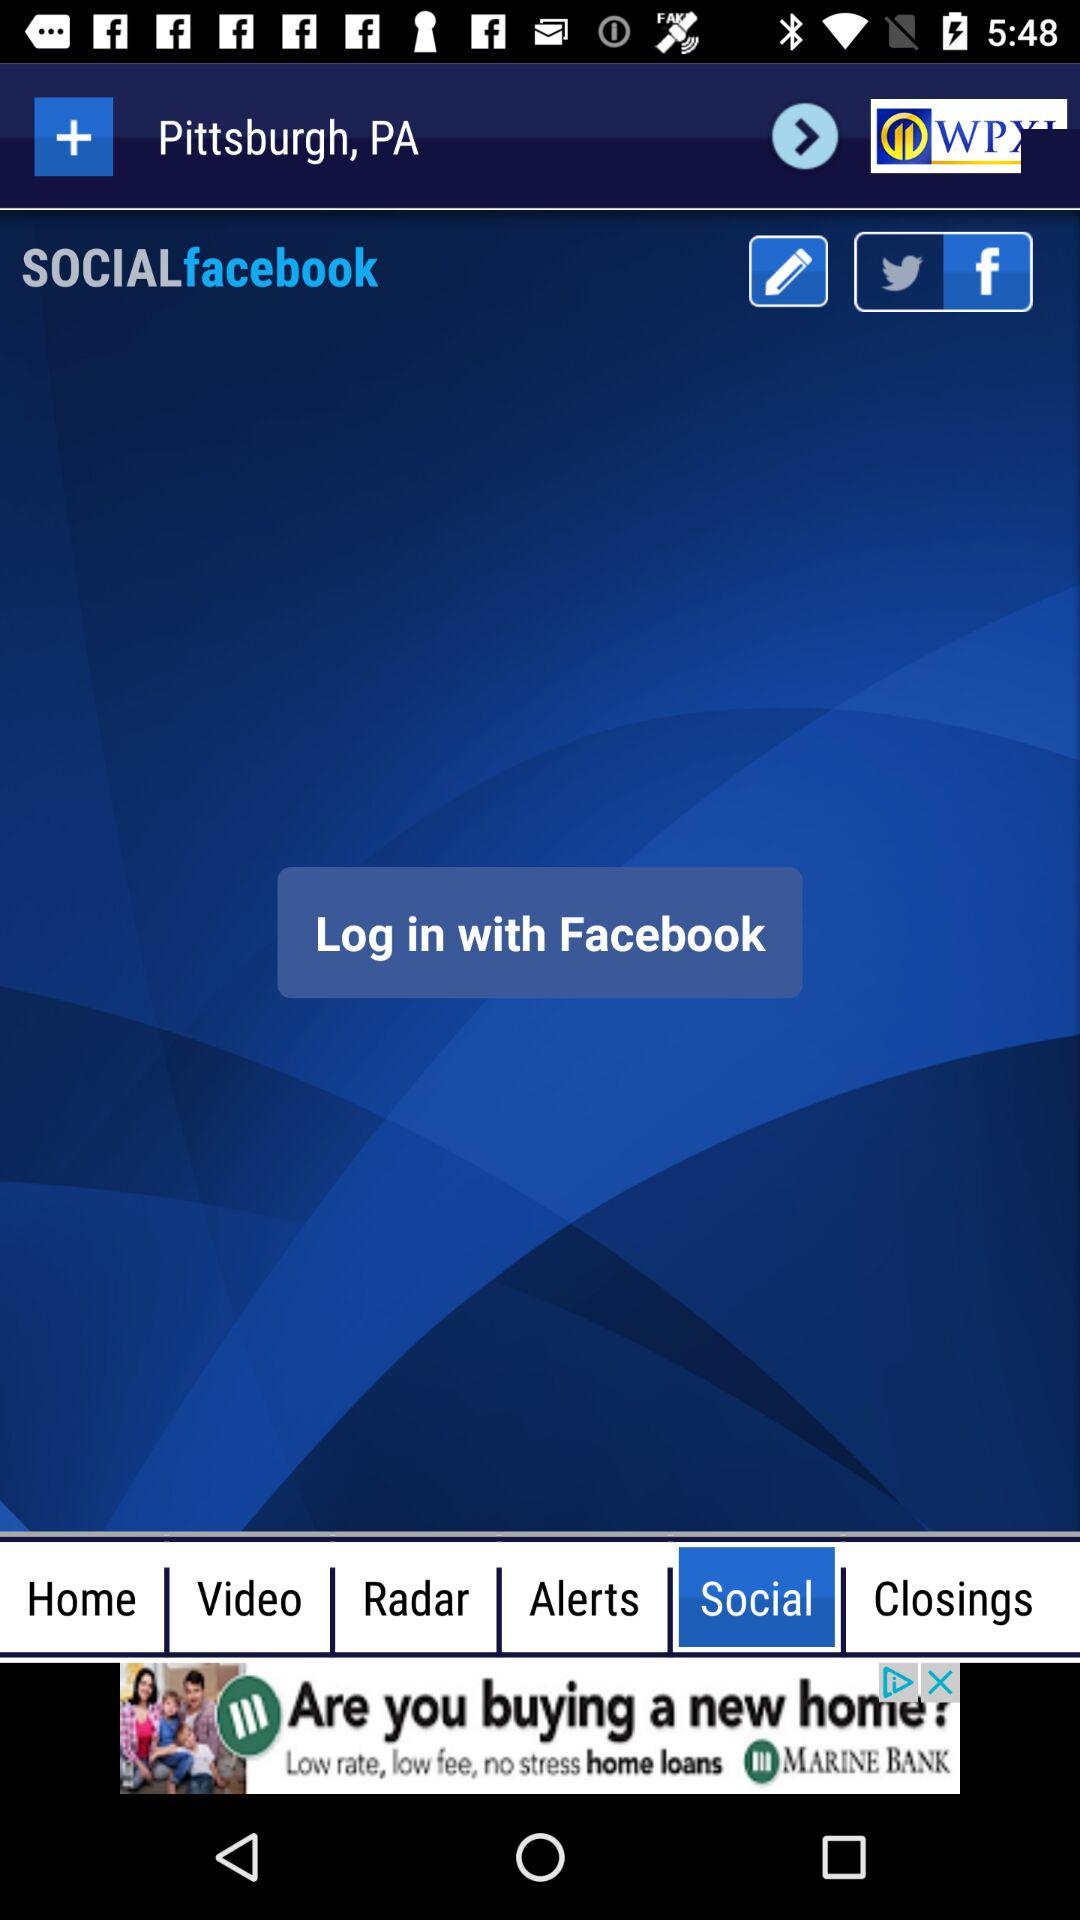 FAKE
5:48
Pittsburgh, PA
WPXI
SOCIALfacebook
Log in with Facebook
Home Video Radar Alerts Social Closings
Are you buying a new home?
Low rate, low fee, no stress home loans MARINE BANK